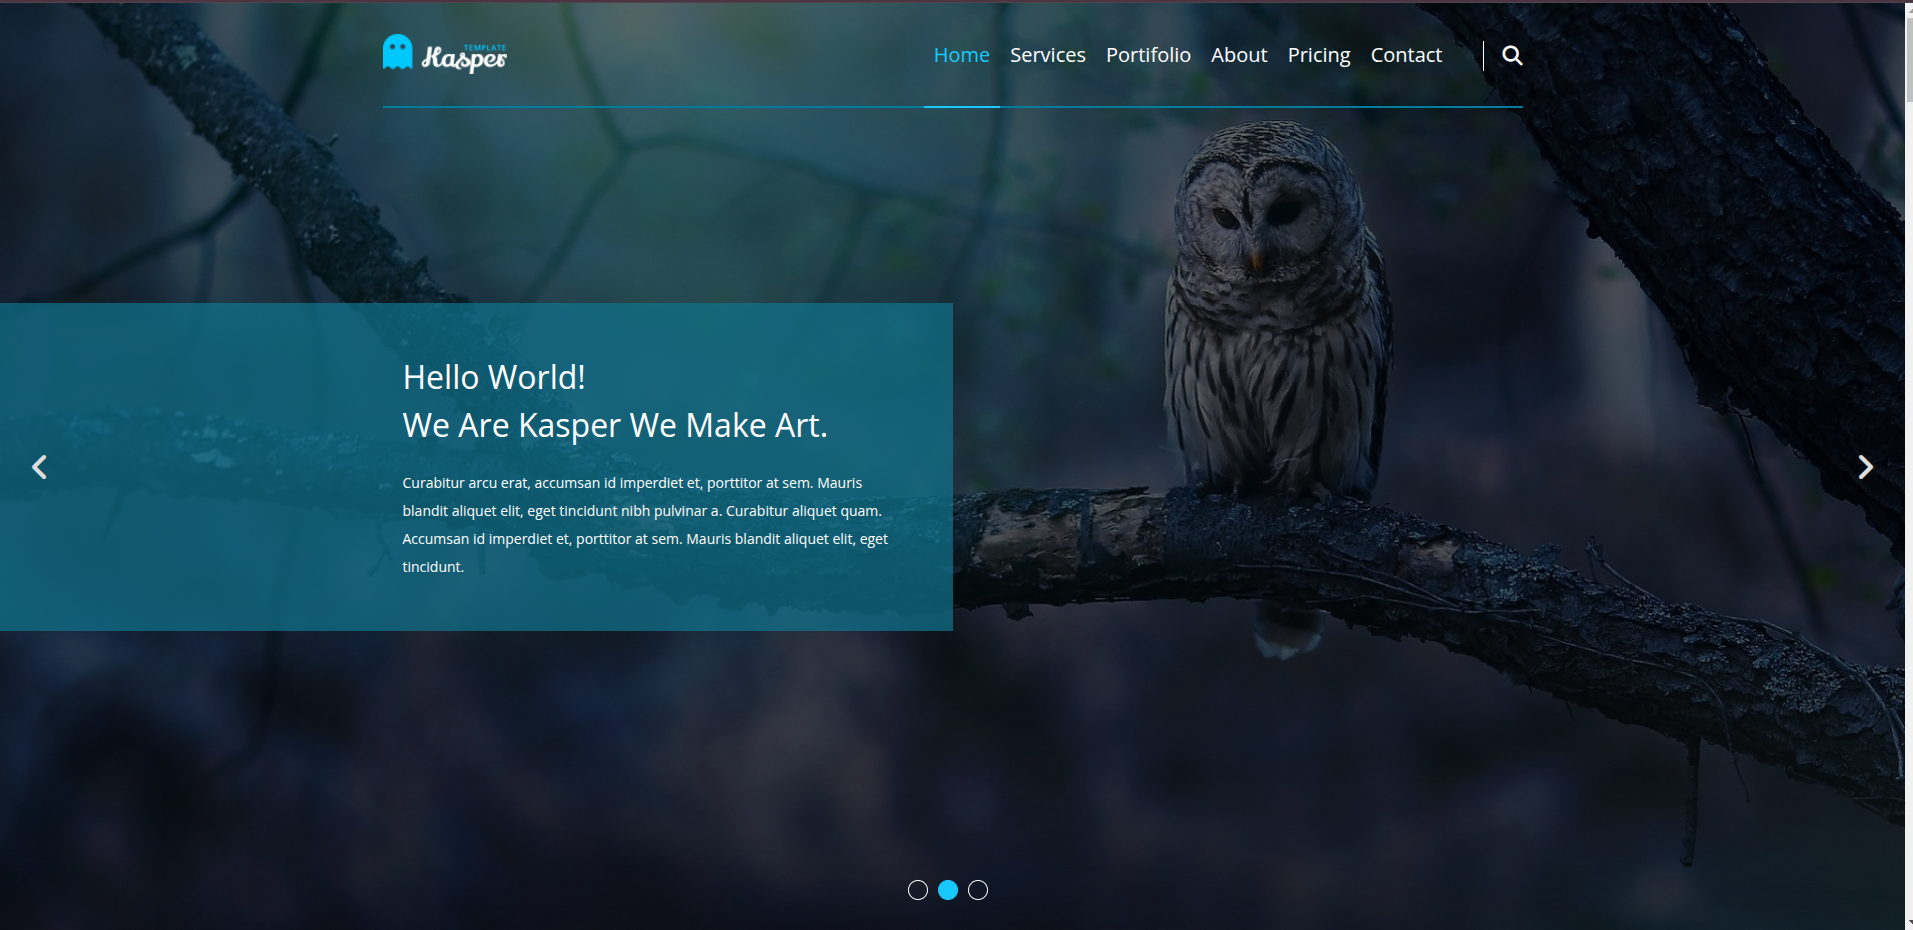 TEMPLATE
Kasper
Home Services Portifolio About Pricing Contact
Hello World!
We Are Kasper We Make Art.
Curabitur arcu erat, accumsan id imperdiet et, porttitor at sem. Mauris
blandit aliquet elit, eget tincidunt nibh pulvinar a. Curabitur aliquet quam.
Accumsan id imperdiet et, porttitor at sem. Mauris blandit aliquet elit, eget
tincidunt.